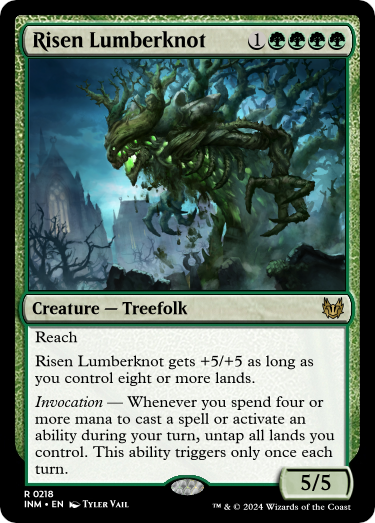 Risen Lumberknot 1
Creature — Treefolk
Reach
Risen Lumberknot gets +5/+5 as long as
you control eight or more lands.
Invocation — Whenever you spend four or
more mana to cast a spell or activate an
ability during your turn, untap all lands you
control. This ability triggers only once each
turn.
5/5
R 0218
INM • EN Tyler Vail
™ & © 2024 Wizards of the Coast